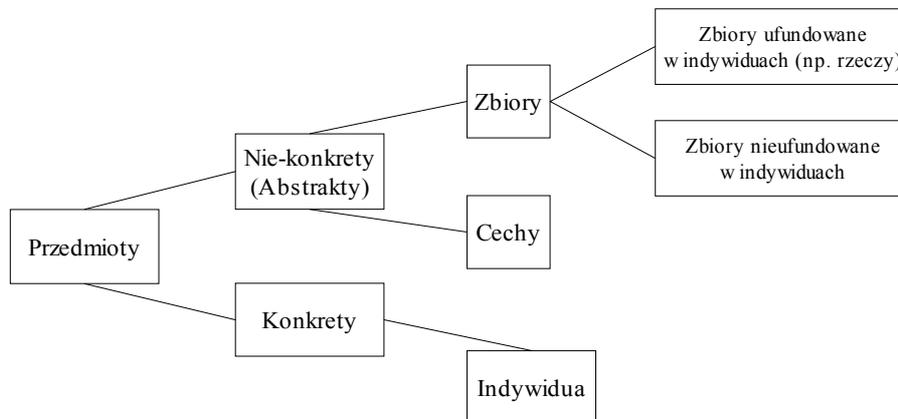 Zbiory ufundowane
w indywiduach (np. rzeczy)
Zbiory
Zbiory nieufundowane
w indywiduach
Nie-konkrety
(Abstrakty)
Cechy
Przedmioty
Konkrety
Indywidua